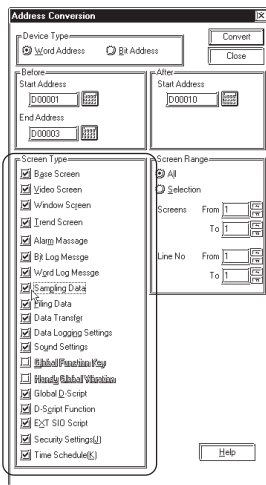 Address Conversion
Device Type
Word Address
Bit Address
Convert
Close
Before
Start Address
D00001
End Address
D00003
After
Start Address
D00010
Screen Type
Base Screen
Video Screen
Window Screen
Trend Screen
Alarm Massage
Bit Log Messge
Word Log Messge
Sampling Data
Filing Data
Data Transfer
Data Logging Settings
Sound Settings
Global Function Key
Handy Global Vibration
Global D-Script
D-Script Function
EXT SIO Script
Security Settings(J)
Time Schedule(K)
Screen Range
All
Selection
Screens From 1
To 1
Line No From 1
To 1
Help